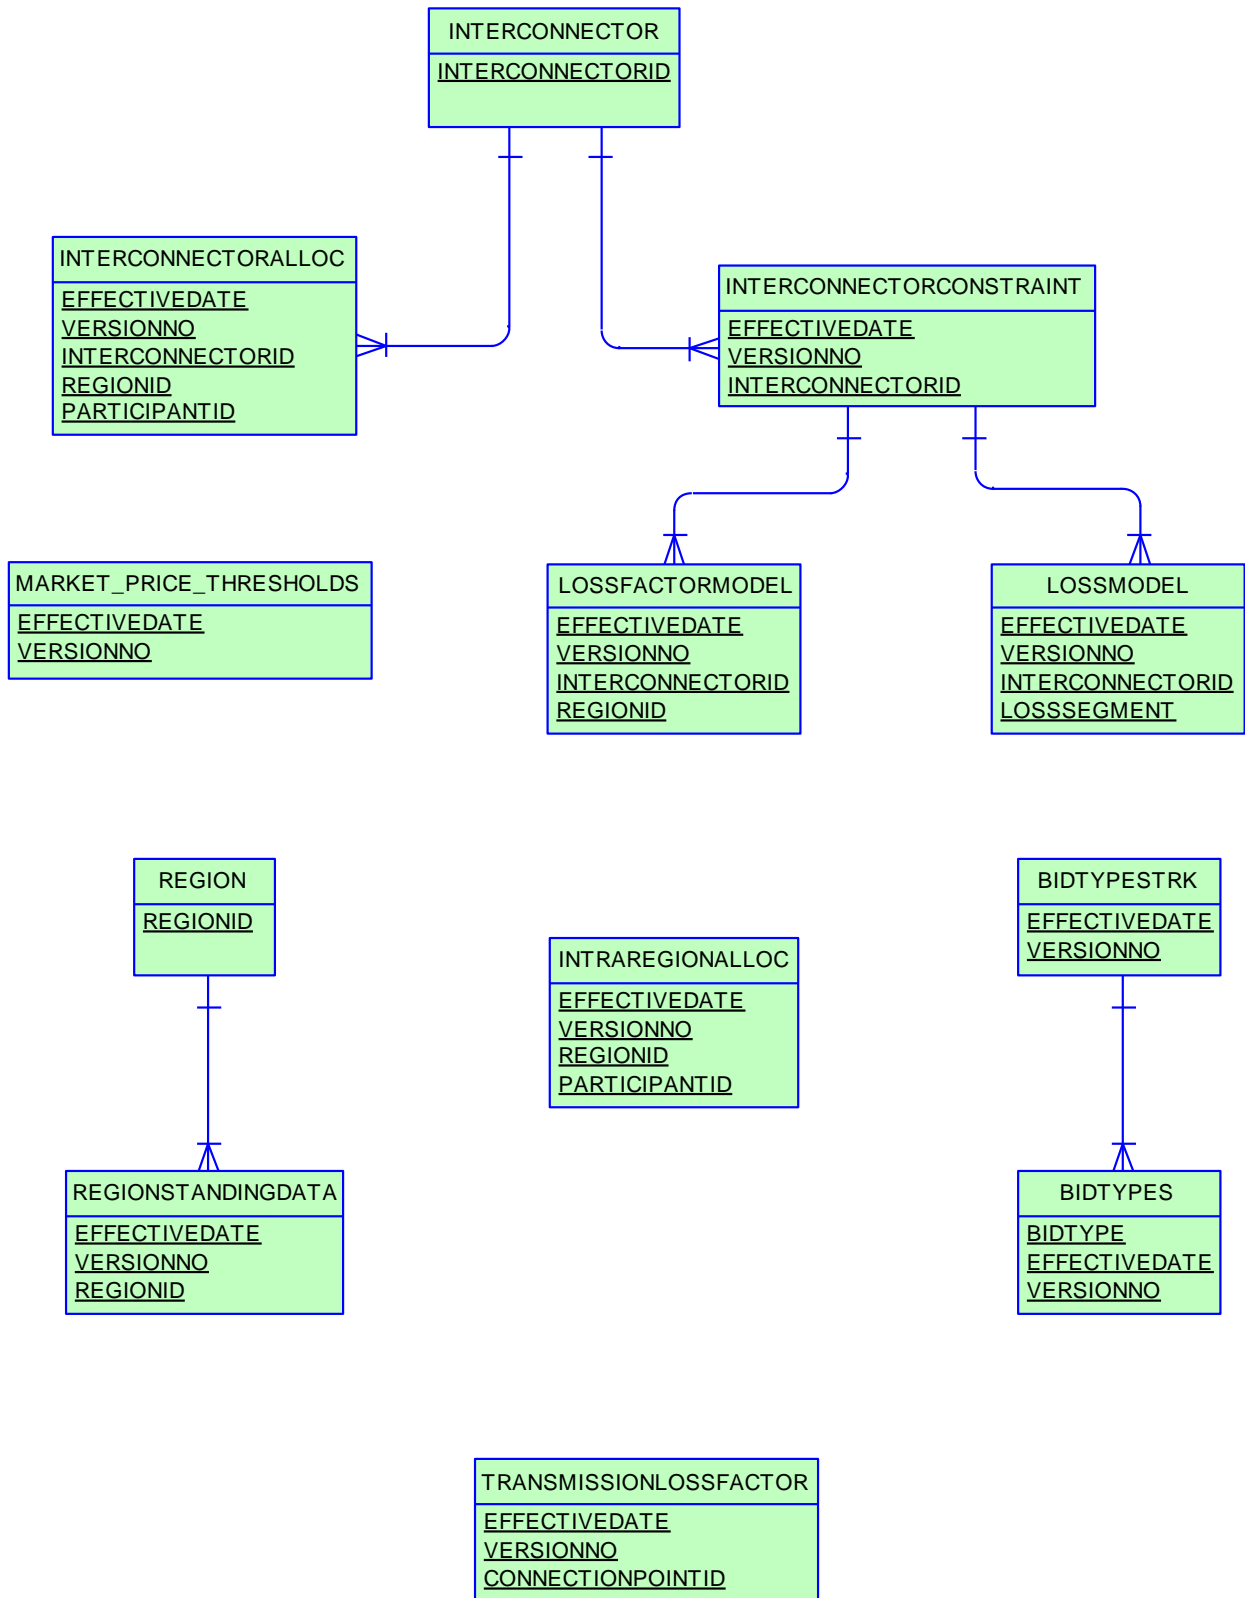 INTERCONNECTOR
INTERCONNECTORID
INTERCONNECTORALLOC
EFFECTIVEDATE
VERSIONNO
INTERCONNECTORID
REGIONID
PARTICIPANTID
INTERCONNECTORCONSTRAINT
EFFECTIVEDATE
VERSIONNO
INTERCONNECTORID
MARKET_PRICE_THRESHOLDS
EFFECTIVEDATE
VERSIONNO
LOSSFACTORMODEL
EFFECTIVEDATE
VERSIONNO
INTERCONNECTORID
REGIONID
LOSSMODEL
EFFECTIVEDATE
VERSIONNO
INTERCONNECTORID
LOSSSEGMENT
REGION
REGIONID
INTRAREGIONALLOC
EFFECTIVEDATE
VERSIONNO
REGIONID
PARTICIPANTID
BIDTYPESTRK
EFFECTIVEDATE
VERSIONNO
REGIONSTANDINGDATA
EFFECTIVEDATE
VERSIONNO
REGIONID
BIDTYPES
BIDTYPE
EFFECTIVEDATE
VERSIONNO
TRANSMISSIONLOSSFACTOR
EFFECTIVEDATE
VERSIONNO
CONNECTIONPOINTID